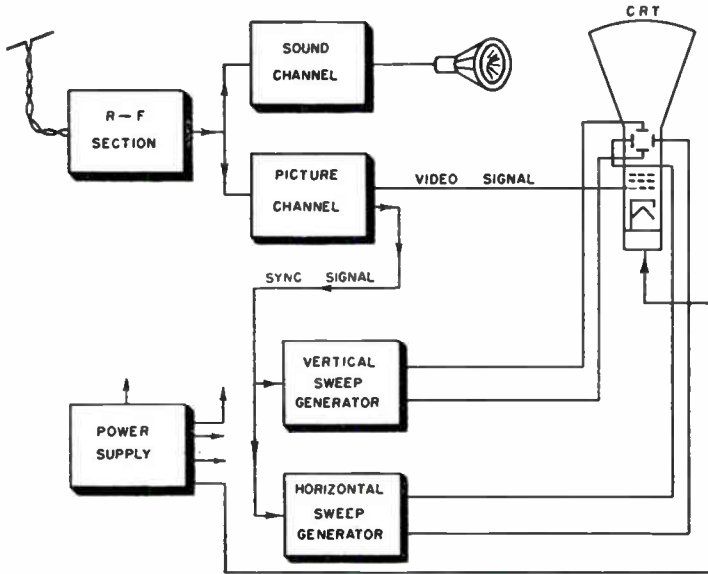 CRT
SOUND
CHANNEL
R-F
SECTION
PICTURE
CHANNEL
VIDEO SIGNAL
SYNC SIGNAL
VERTICAL
SWEEP
GENERATOR
POWER
SUPPLY
HORIZONTAL
SWEEP
GENERATOR